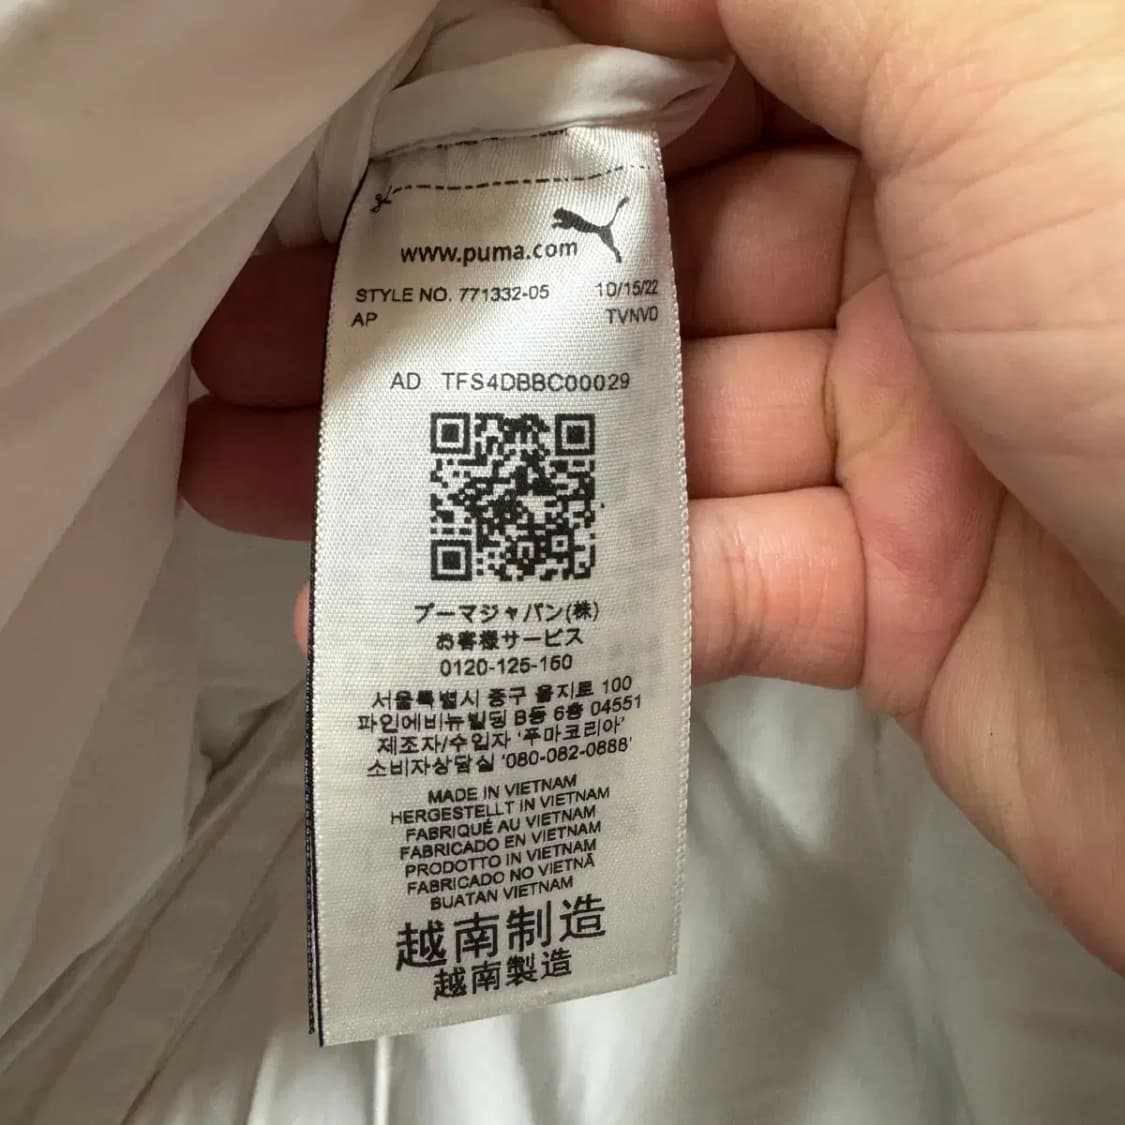 www.puma.com
STYLE NO. 771332-05 10/15/22
AP TVNVD
AD TFS4DBBC00029
プーマジャパン(株)
お客様サービス
0120-125-150
서울특별시 중구 을지로 100
파인에비뉴빌딩 B동 6층 04551
제조자/수입자 '푸마코리아'
소비자상담실 '080-082-0888'
MADE IN VIETNAM
HERGESTELLT IN VIETNAM
FABRIQUÉ AU VIETNAM
FABRICADO EN VIETNAM
PRODOTTO IN VIETNAM
FABRICADO NO VIETNÃ
BUATAN VIETNAM
越南制造
越南製造